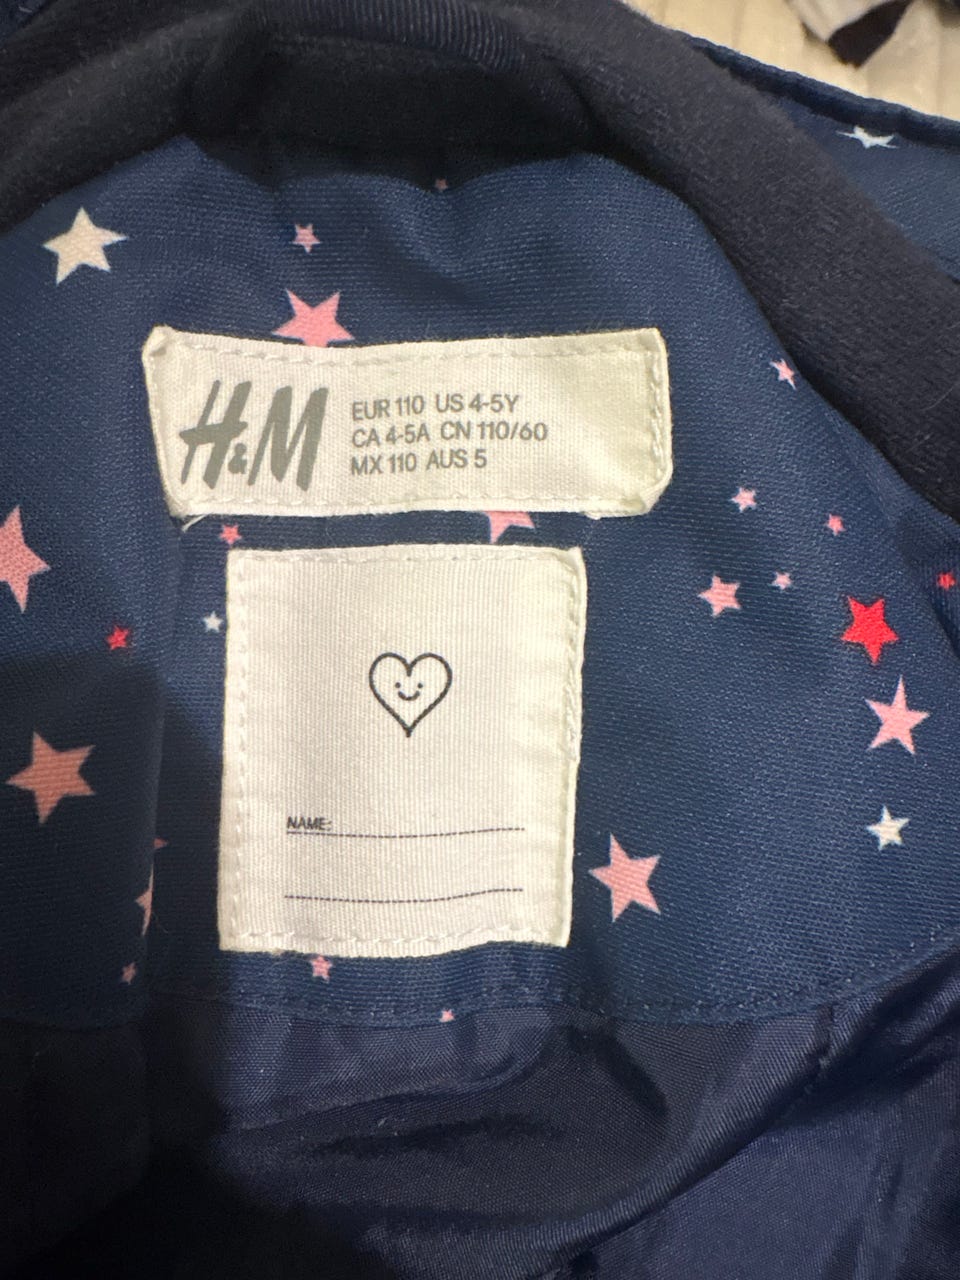 H&M
EUR 110 US 4-5Y
CA 4-5A CN 110/60
MX 110 AUS 5
NAME: